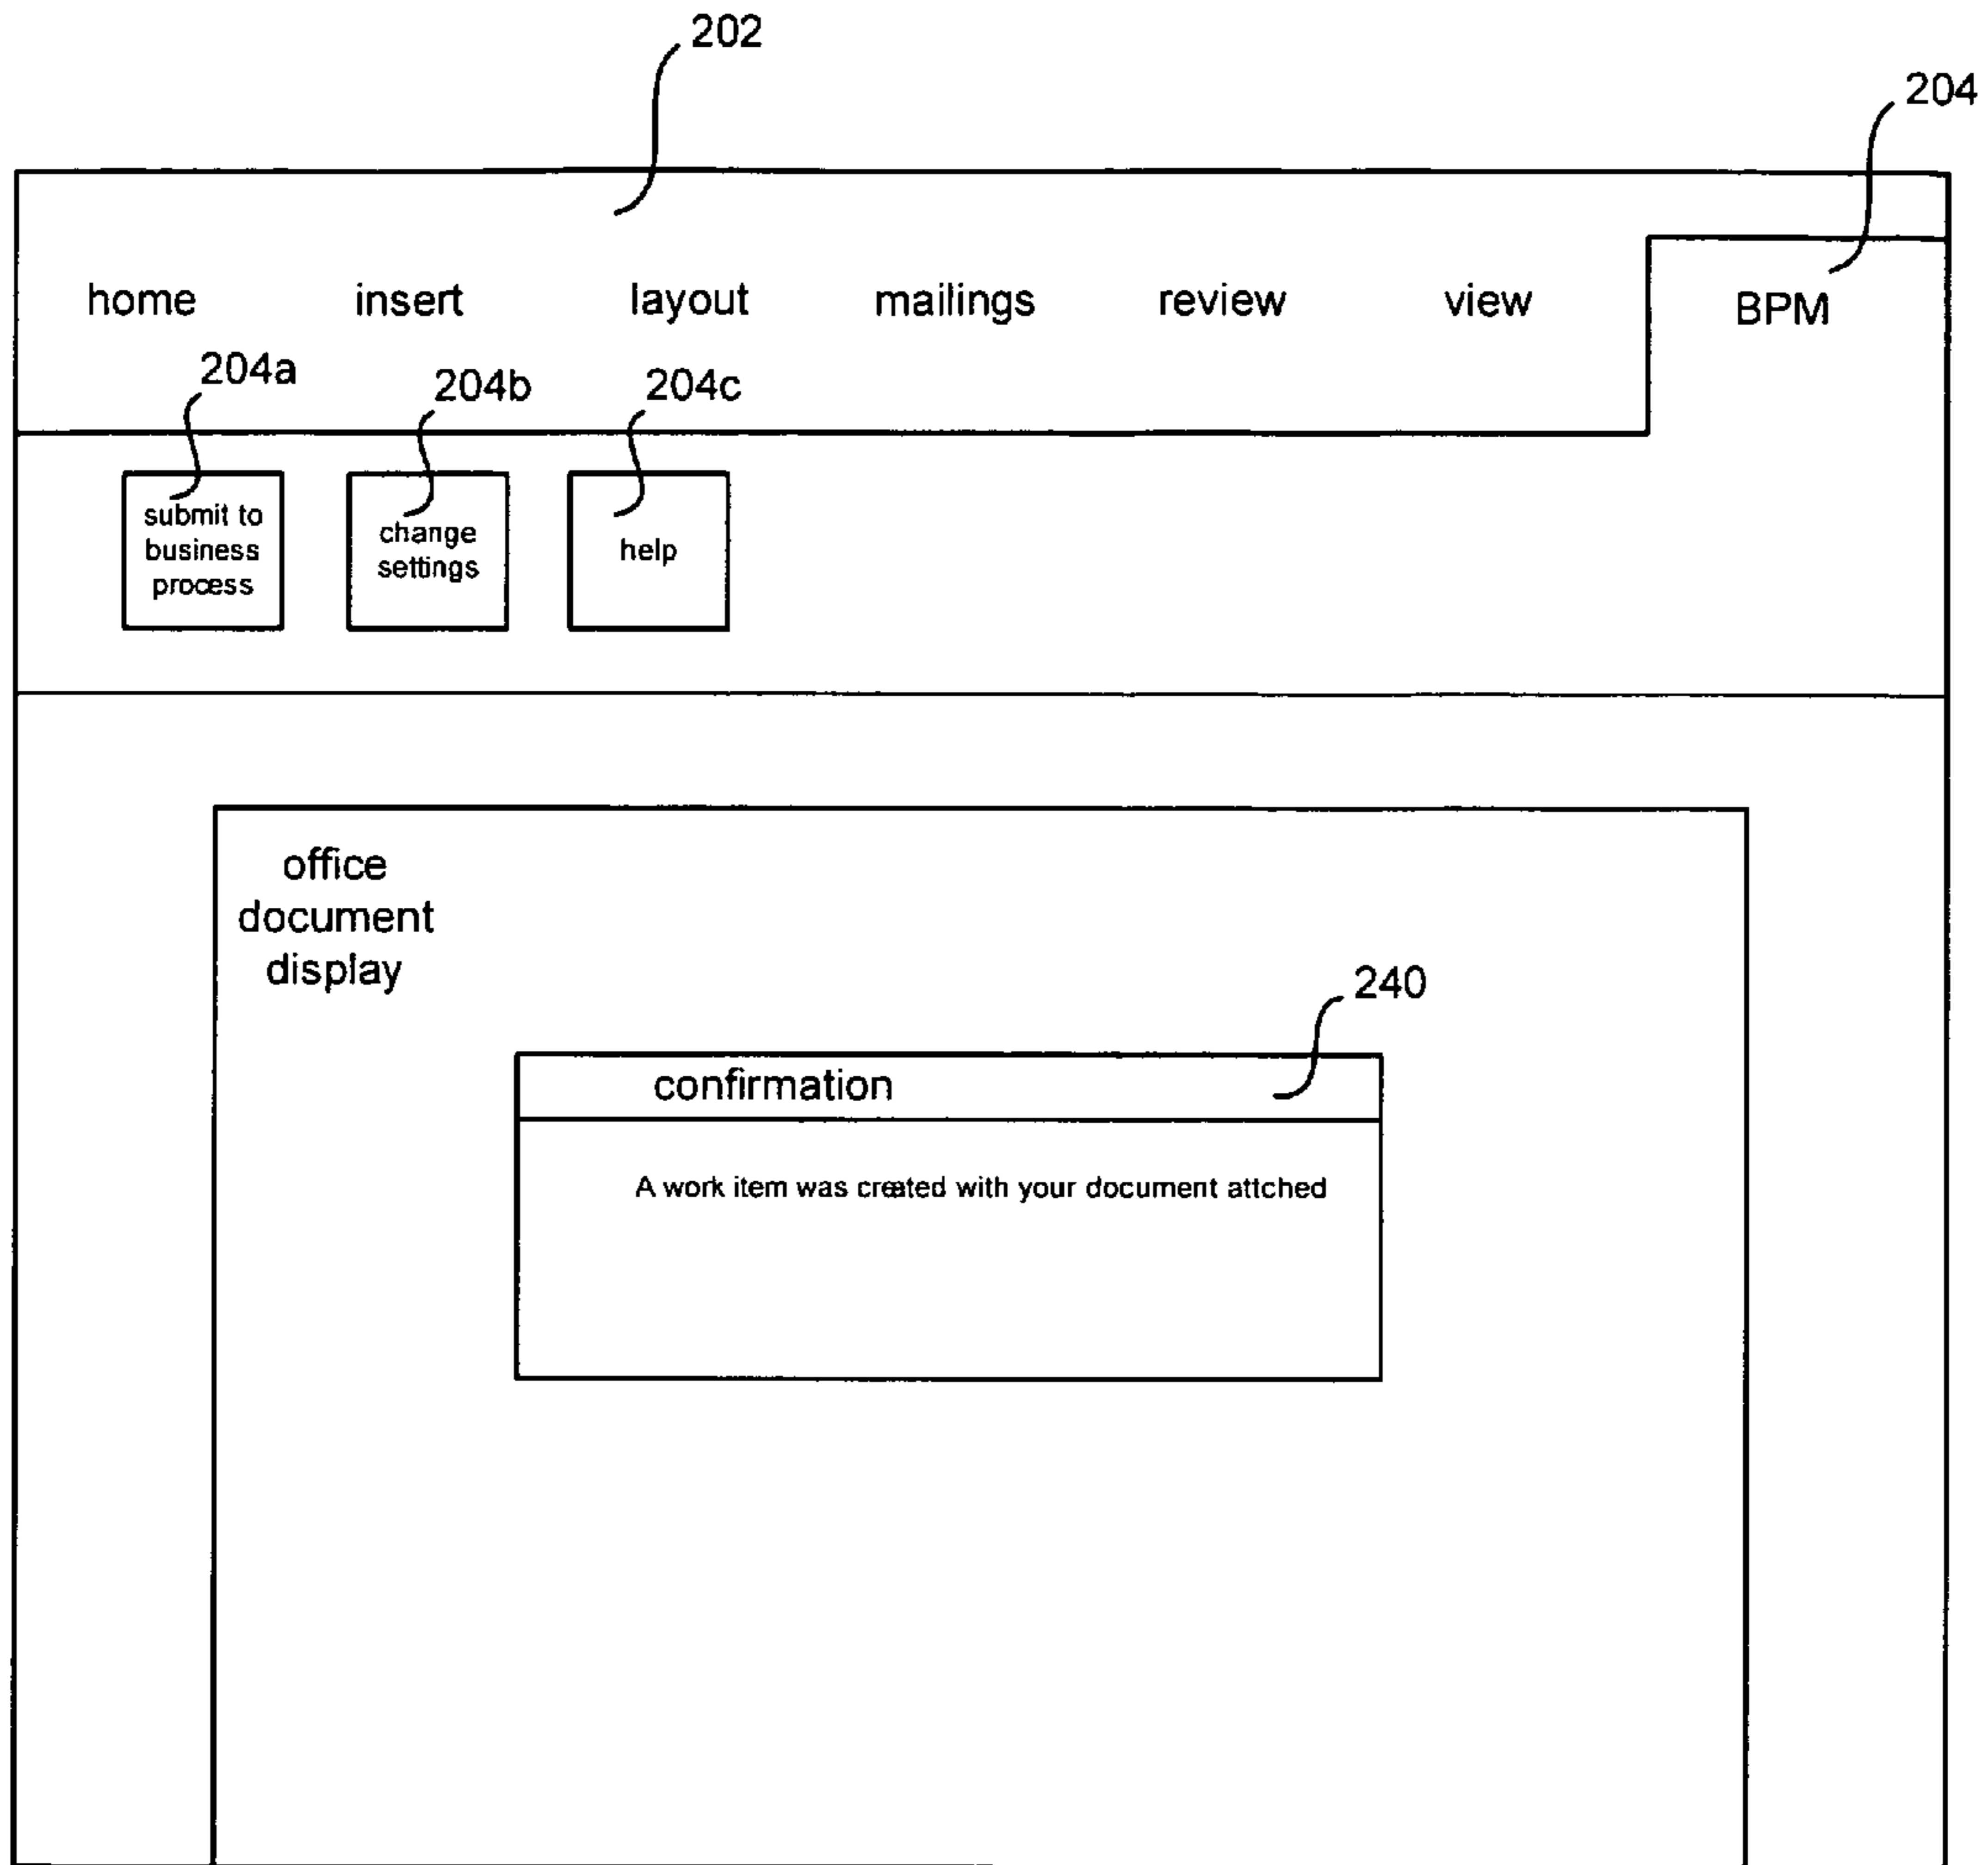 202
204
home insert layout mailings review view BPM
204a 204b 204c
submit to
business
process
change
settings
help
office
document
display
240
confirmation
A work item was created with your document attched